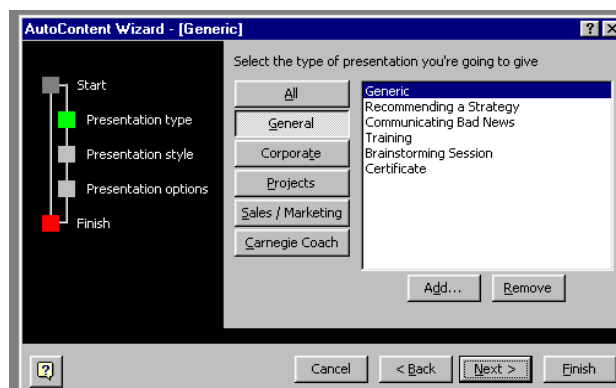 AutoContent Wizard - [Generic]
Select the type of presentation you're going to give
Start
Presentation type
Presentation style
Presentation options
Finish
All
General
Corporate
Projects
Sales / Marketing
Carnegie Coach
Generic
Recommending a Strategy
Communicating Bad News
Training
Brainstorming Session
Certificate
Add...
Remove
Cancel
< Back
Next >
Finish